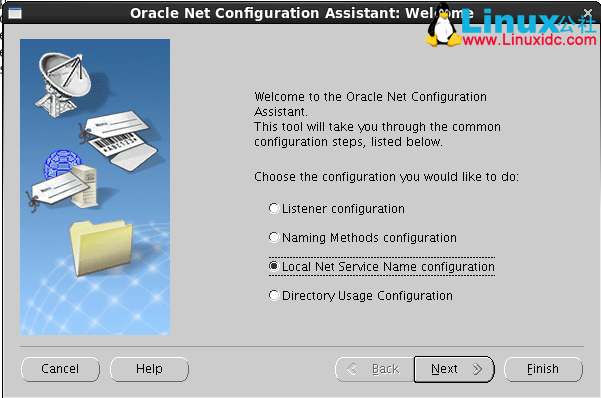 Oracle Net Configuration Assistant: Welcome
Linux公社
www.Linuxidc.com
Welcome to the Oracle Net Configuration
Assistant.
This tool will take you through the common
configuration steps, listed below.
Choose the configuration you would like to do:
Listener configuration
Naming Methods configuration
Local Net Service Name configuration
Directory Usage Configuration
Cancel
Help
Back
Next
Finish